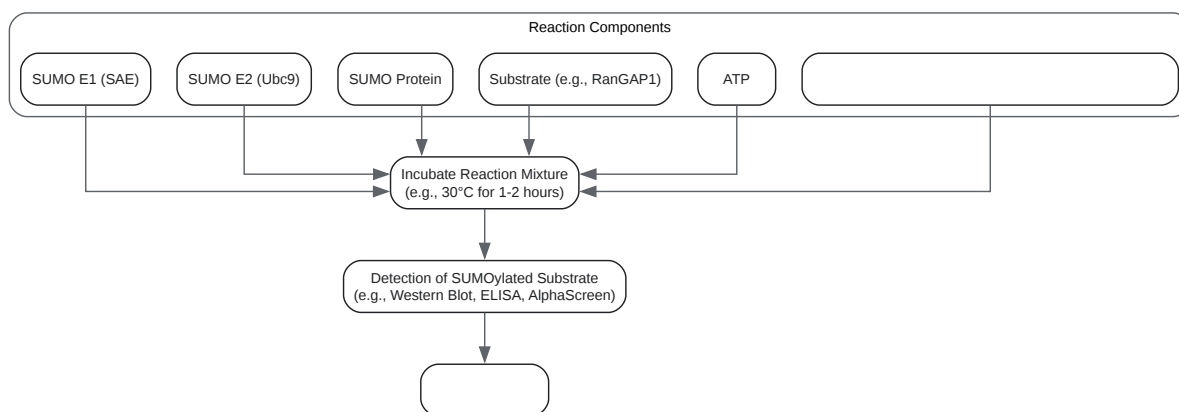 Reaction Components
SUMO E1 (SAE)
SUMO E2 (Ubc9)
SUMO Protein
Substrate (e.g., RanGAP1)
ATP
Incubate Reaction Mixture
(e.g., 30°C for 1-2 hours)
Detection of SUMOylated Substrate
(e.g., Western Blot, ELISA, AlphaScreen)